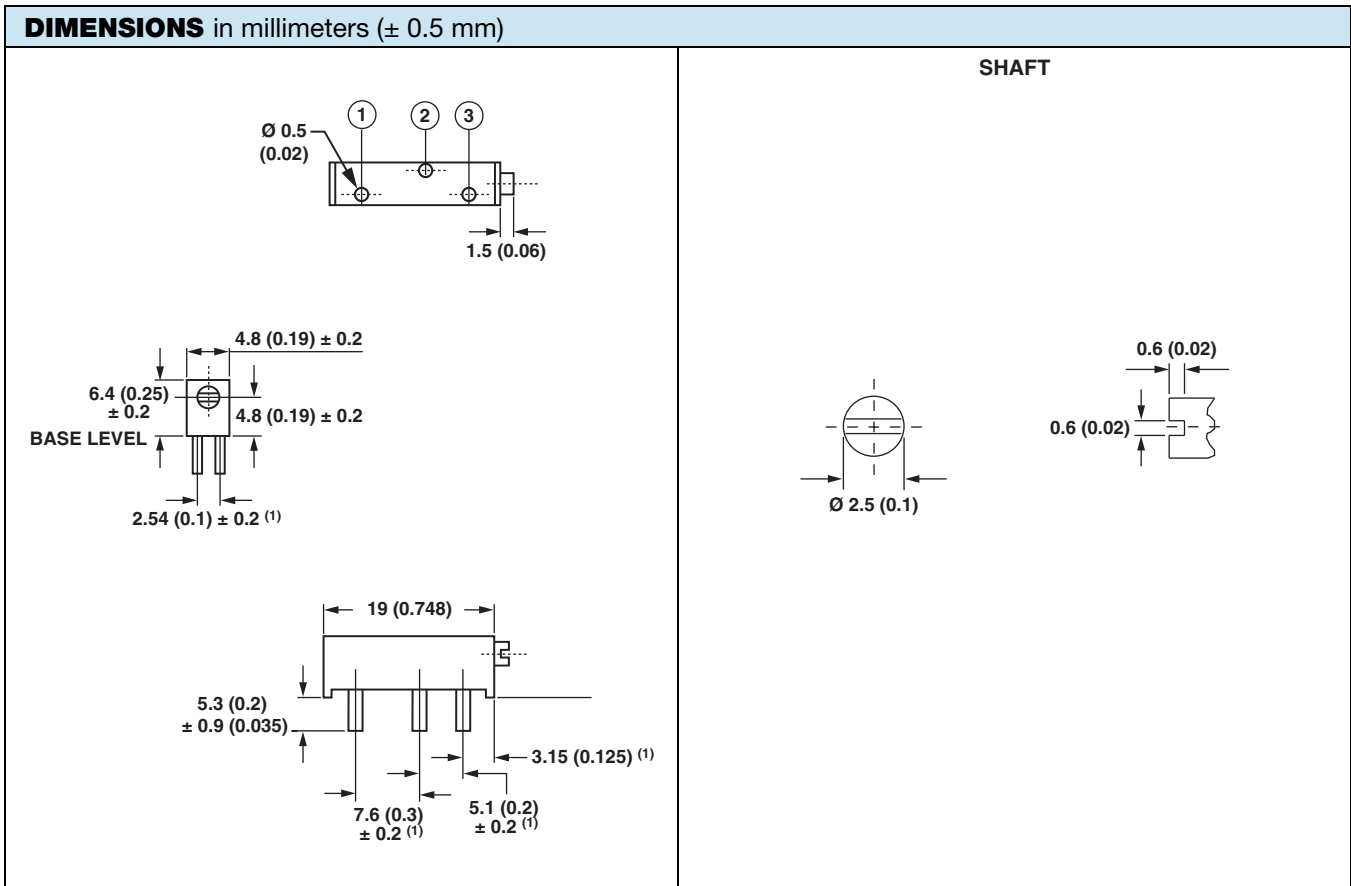 DIMENSIONS in millimeters (± 0.5 mm)
1
2
3
Ø 0.5
(0.02)
1.5 (0.06)
4.8 (0.19) ± 0.2
6.4 (0.25)
± 0.2
4.8 (0.19) ± 0.2
BASE LEVEL
2.54 (0.1) ± 0.2 (1)
19 (0.748)
5.3 (0.2)
± 0.9 (0.035)
3.15 (0.125) (1)
7.6 (0.3)
± 0.2 (1)
5.1 (0.2)
± 0.2 (1)
SHAFT
0.6 (0.02)
0.6 (0.02)
Ø 2.5 (0.1)